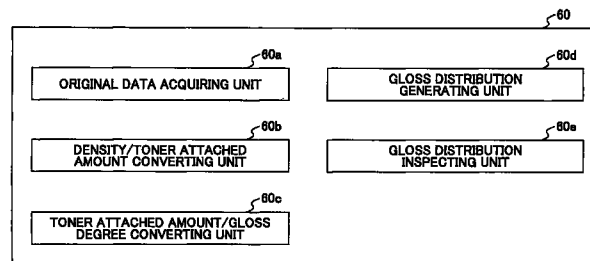 60
60a
ORIGINAL DATA ACQUIRING UNIT
60b
DENSITY/TONER ATTACHED
AMOUNT CONVERTING UNIT
60c
TONER ATTACHED AMOUNT/GLOSS
DEGREE CONVERTING UNIT
60d
GLOSS DISTRIBUTION
GENERATING UNIT
60e
GLOSS DISTRIBUTION
INSPECTING UNIT